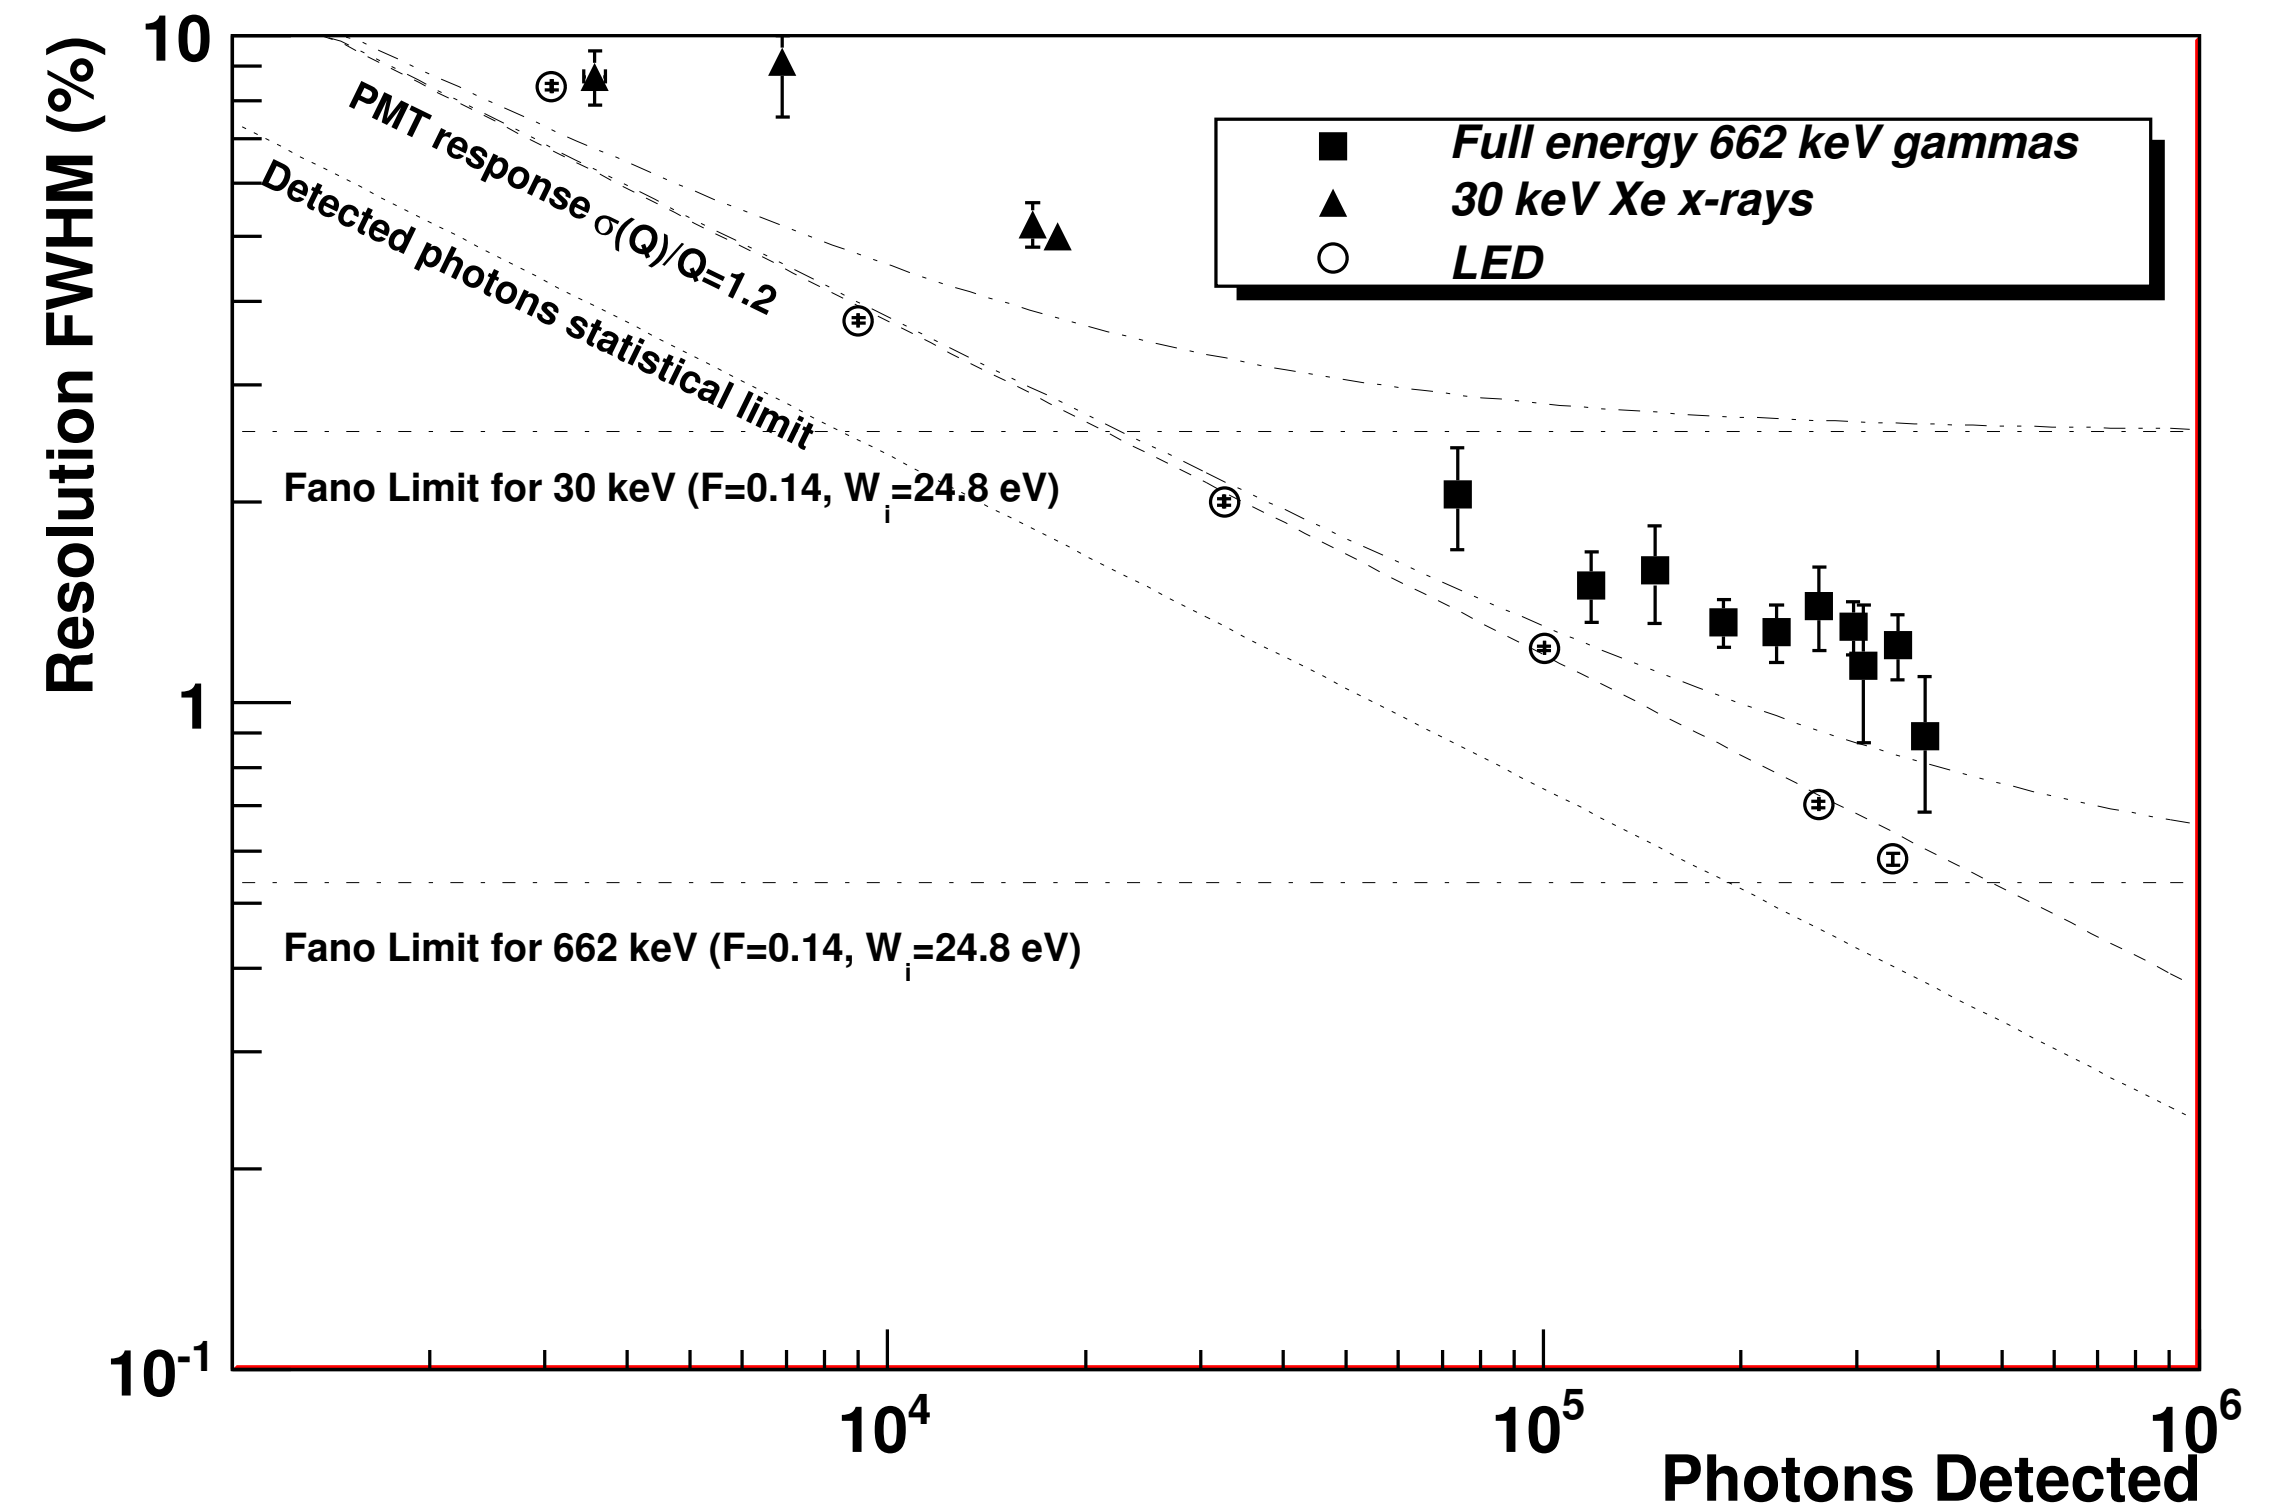 Resolution FWHM (%)
10
1
10-1
Full energy 662 keV gammas
30 keV Xe x-rays
LED
PMT response σ(Q)/Q=1.2
Detected photons statistical limit
Fano Limit for 30 keV (F=0.14, Wi=24.8 eV)
Fano Limit for 662 keV (F=0.14, Wi=24.8 eV)
104
105
106
Photons Detected